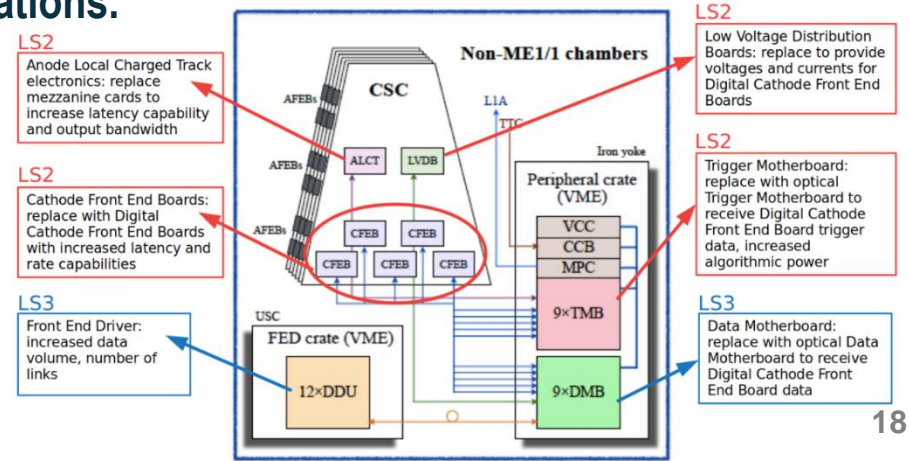 ations.
LS2
Anode Local Charged Track
electronics: replace
mezzanine cards to
increase latency capability
and output bandwidth
LS2
Cathode Front End Boards:
replace with Digital
Cathode Front End Boards
with increased latency and
rate capabilities
LS3
Front End Driver:
increased data
volume, number of
links
Non-ME1/1 chambers
CSC
AFEBs
AFEBs
AFEBs
ALCT
LVDB
CFEB
CFEB
CFEB
CFEB
CFEB
L1A
TTC
Iron yoke
Peripheral crate
(VME)
VCC
CCB
MPC
9×TMB
9×DMB
USC
FED crate (VME)
12×DDU
LS2
Low Voltage Distribution
Boards: replace to provide
voltages and currents for
Digital Cathode Front End
Boards
LS2
Trigger Motherboard:
replace with optical
Trigger Motherboard to
receive Digital Cathode
Front End Board trigger
data, increased
algorithmic power
LS3
Data Motherboard:
replace with optical Data
Motherboard to receive
Digital Cathode Front
End Board data
18